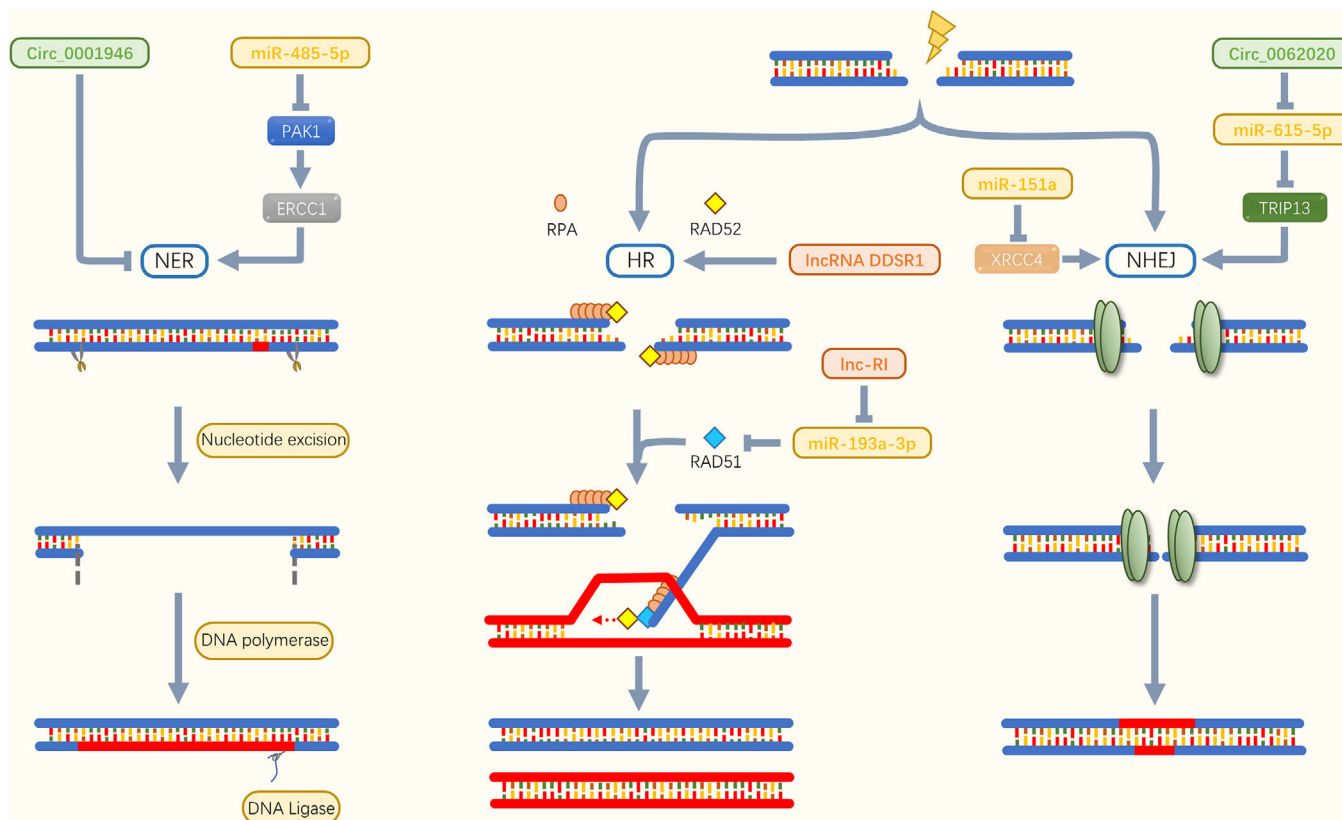 Circ_0001946
miR-485-5p
PAK1
ERCC1
NER
Nucleotide excision
DNA polymerase
DNA Ligase
RPA
RAD52
HR
lncRNA DDSR1
lnc-RI
miR-193a-3p
RAD51
Circ_0062020
miR-615-5p
miR-151a
TRIP13
XRCC4
NHEJ